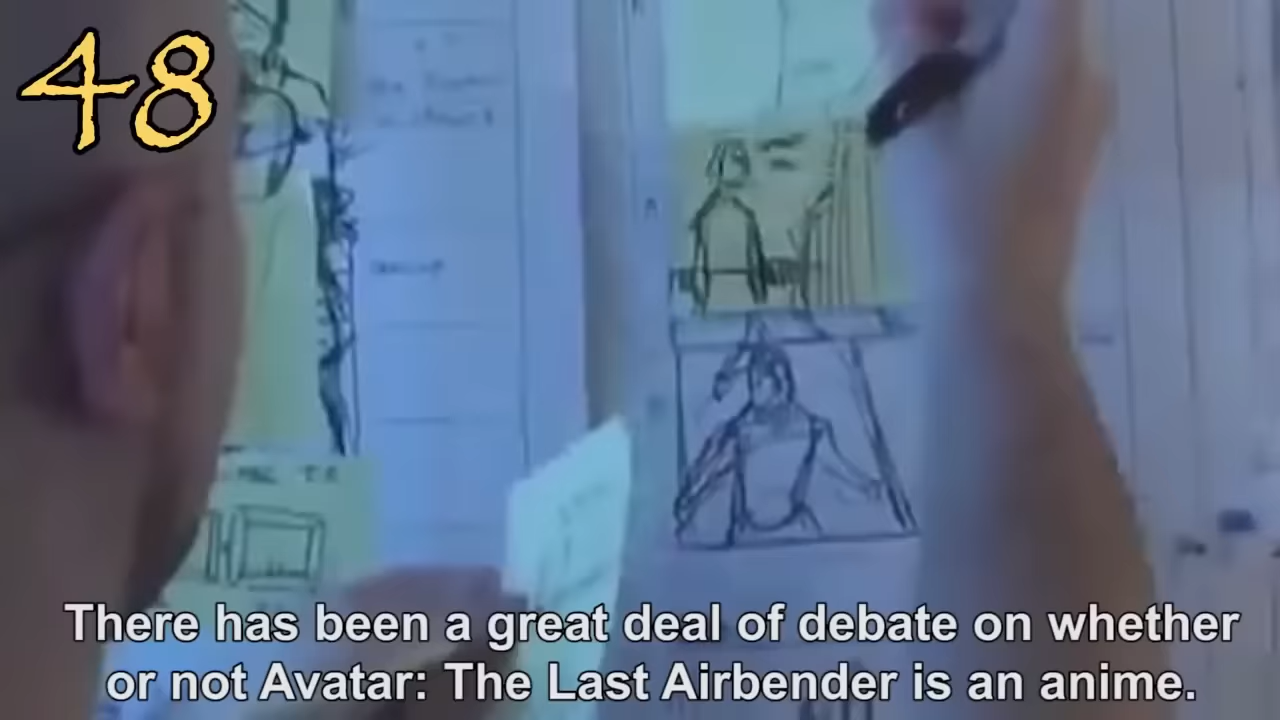 48
There has been a great deal of debate on whether
or not Avatar: The Last Airbender is an anime.